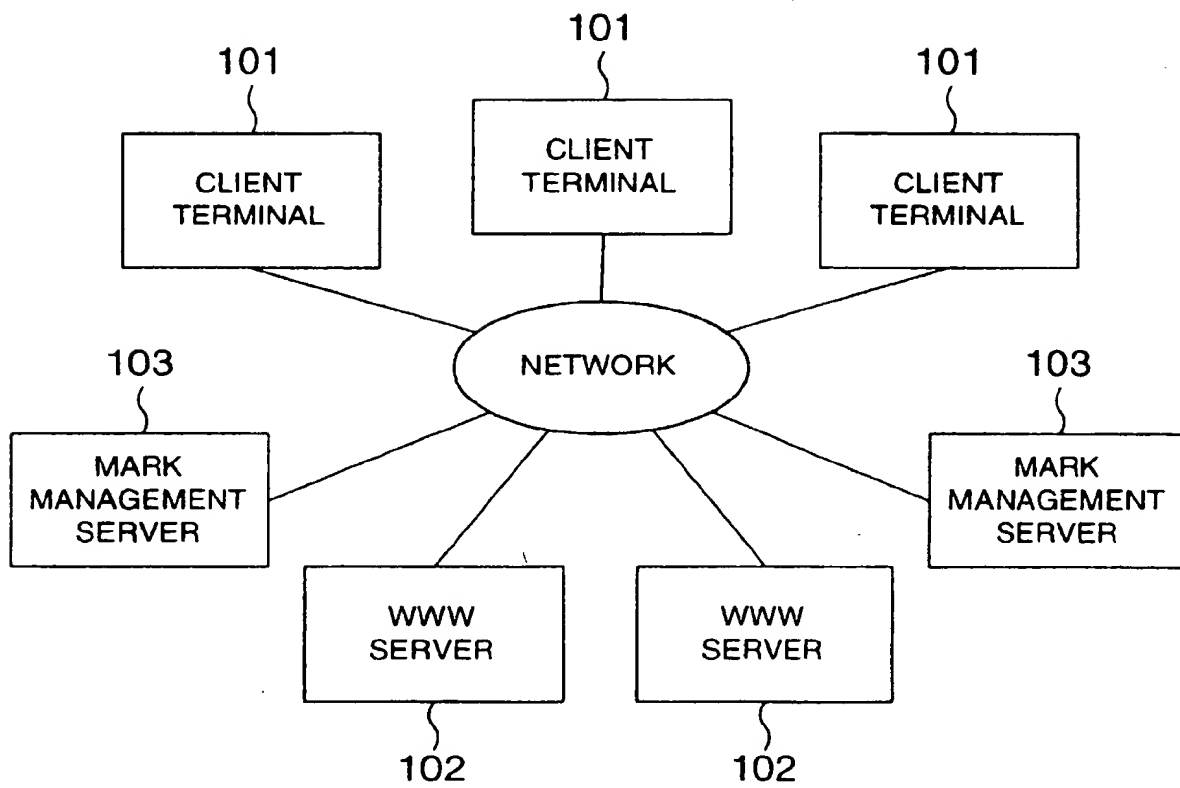 101
101
101
CLIENT
TERMINAL
CLIENT
TERMINAL
CLIENT
TERMINAL
NETWORK
103
103
MARK
MANAGEMENT
SERVER
MARK
MANAGEMENT
SERVER
WWW
SERVER
WWW
SERVER
102
102